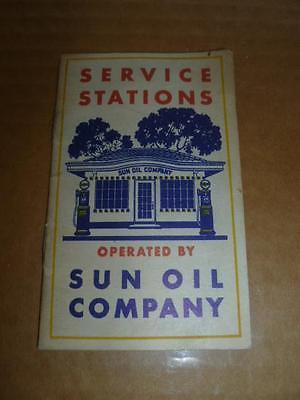 SERVICE
STATIONS
SUN OIL COMPANY
OPERATED BY
SUN OIL
COMPANY